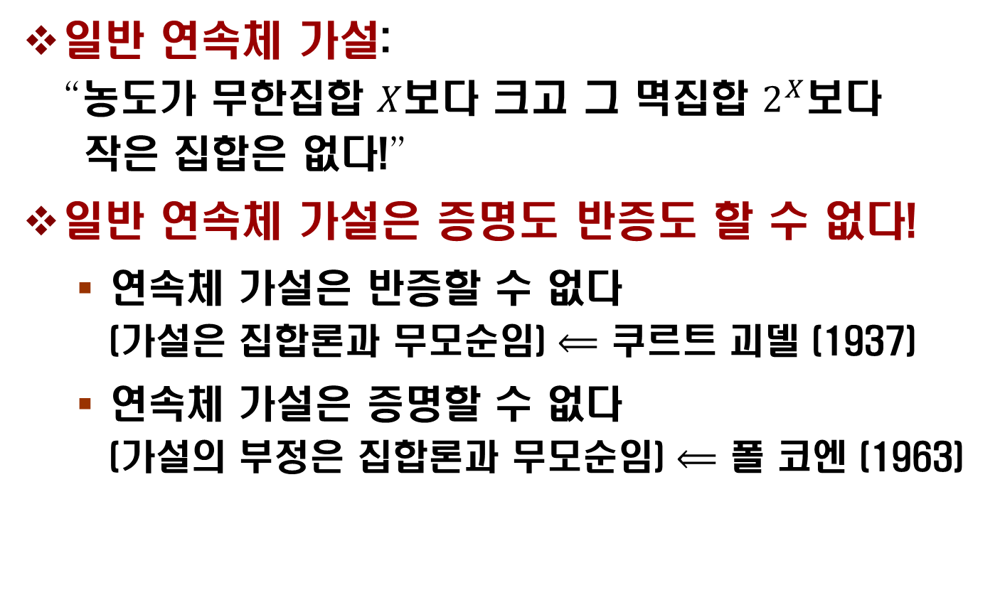 ❖일반 연속체 가설:
“농도가 무한집합 X보다 크고 그 멱집합 2^X보다
작은 집합은 없다!”
❖일반 연속체 가설은 증명도 반증도 할 수 없다!
▪ 연속체 가설은 반증할 수 없다
(가설은 집합론과 무모순임) ⟸ 쿠르트 괴델 (1937)
▪ 연속체 가설은 증명할 수 없다
(가설의 부정은 집합론과 무모순임) ⟸ 폴 코엔 (1963)